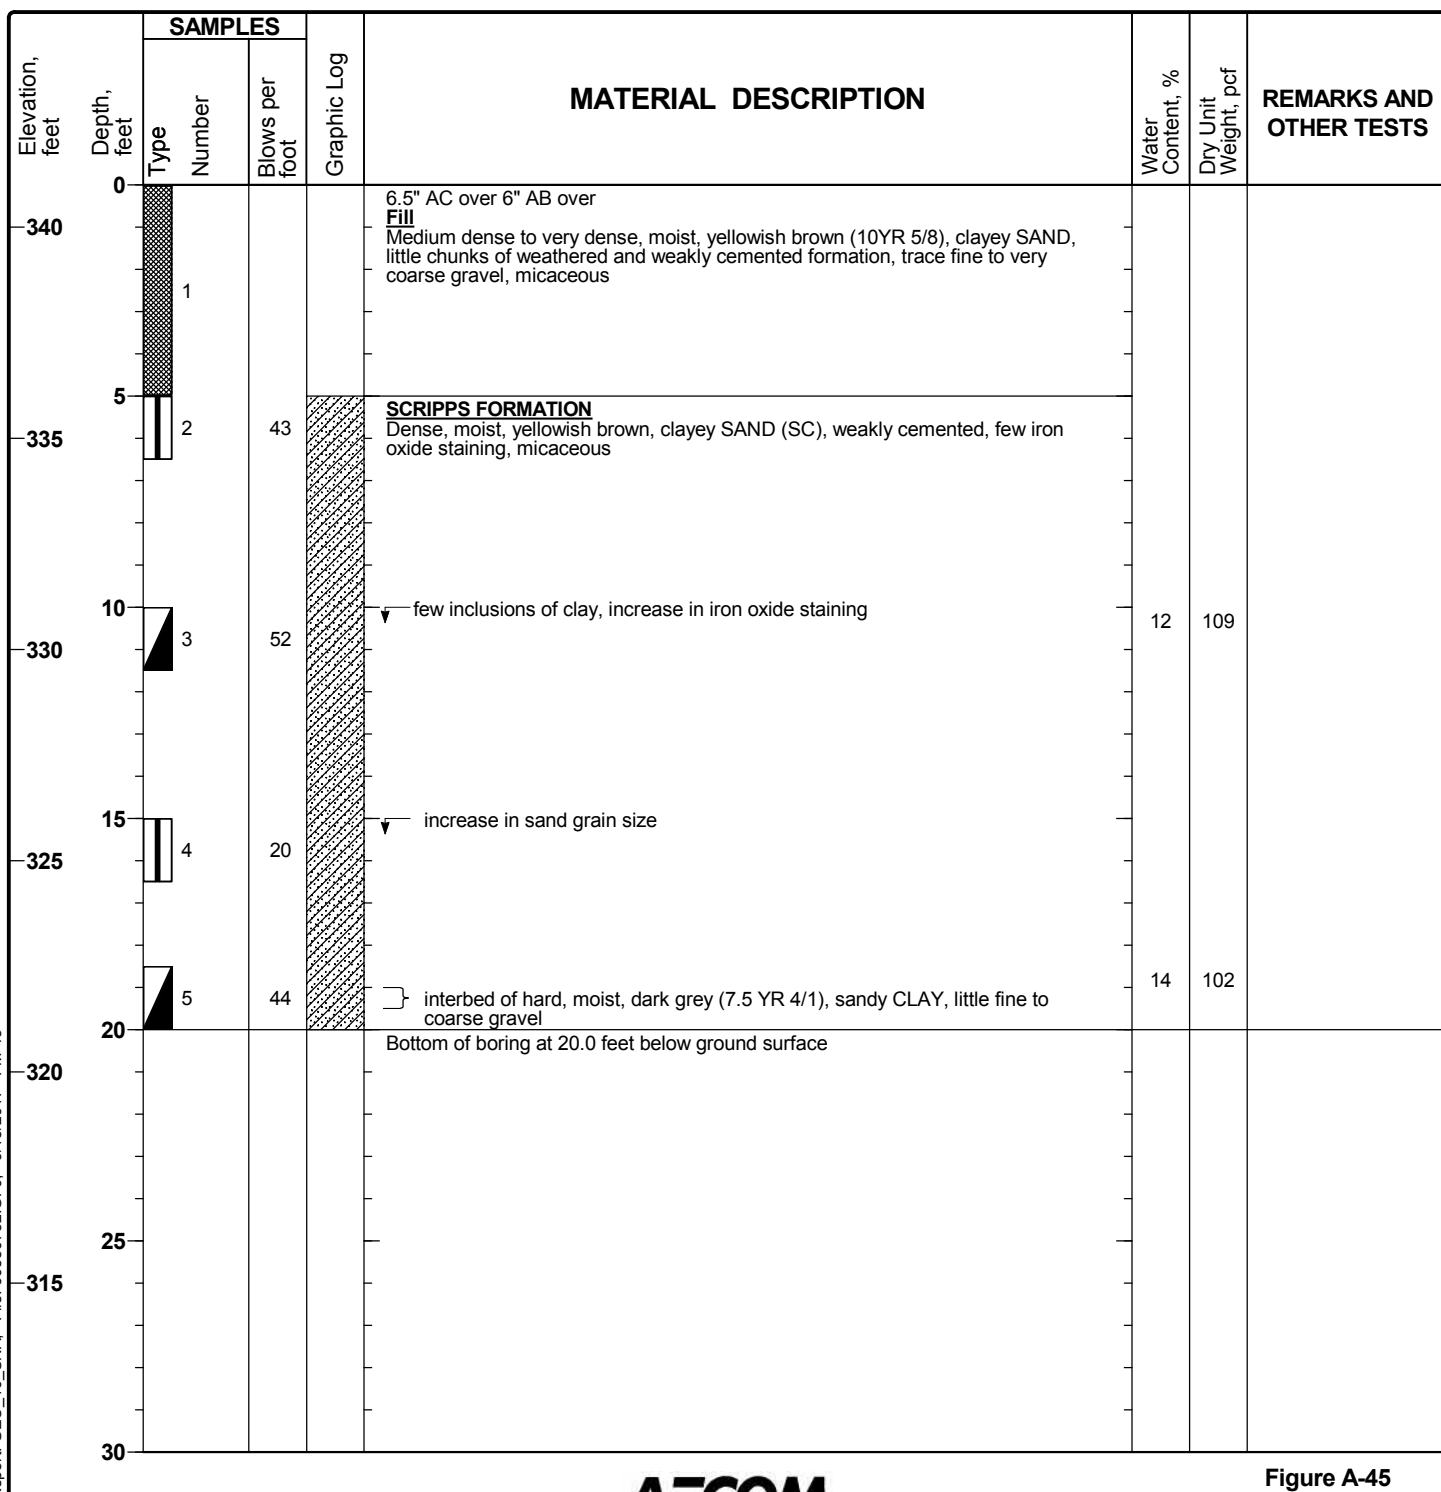 SAMPLES
Elevation, feet
Depth, feet
Type
Number
Blows per foot
Graphic Log
MATERIAL DESCRIPTION
Water Content, %
Dry Unit Weight, pcf
REMARKS AND
OTHER TESTS
0
6.5" AC over 6" AB over
340
Fill
Medium dense to very dense, moist, yellowish brown (10YR 5/8), clayey SAND,
little chunks of weathered and weakly cemented formation, trace fine to very
coarse gravel, micaceous
1
5
SCRIPPS FORMATION
335
2
43
Dense, moist, yellowish brown, clayey SAND (SC), weakly cemented, few iron
oxide staining, micaceous
10
few inclusions of clay, increase in iron oxide staining
12
109
330
3
52
15
increase in sand grain size
325
4
20
14
102
5
44
interbed of hard, moist, dark grey (7.5 YR 4/1), sandy CLAY, little fine to
coarse gravel
20
Bottom of boring at 20.0 feet below ground surface
320
25
315
30
AECOM
Figure A-45